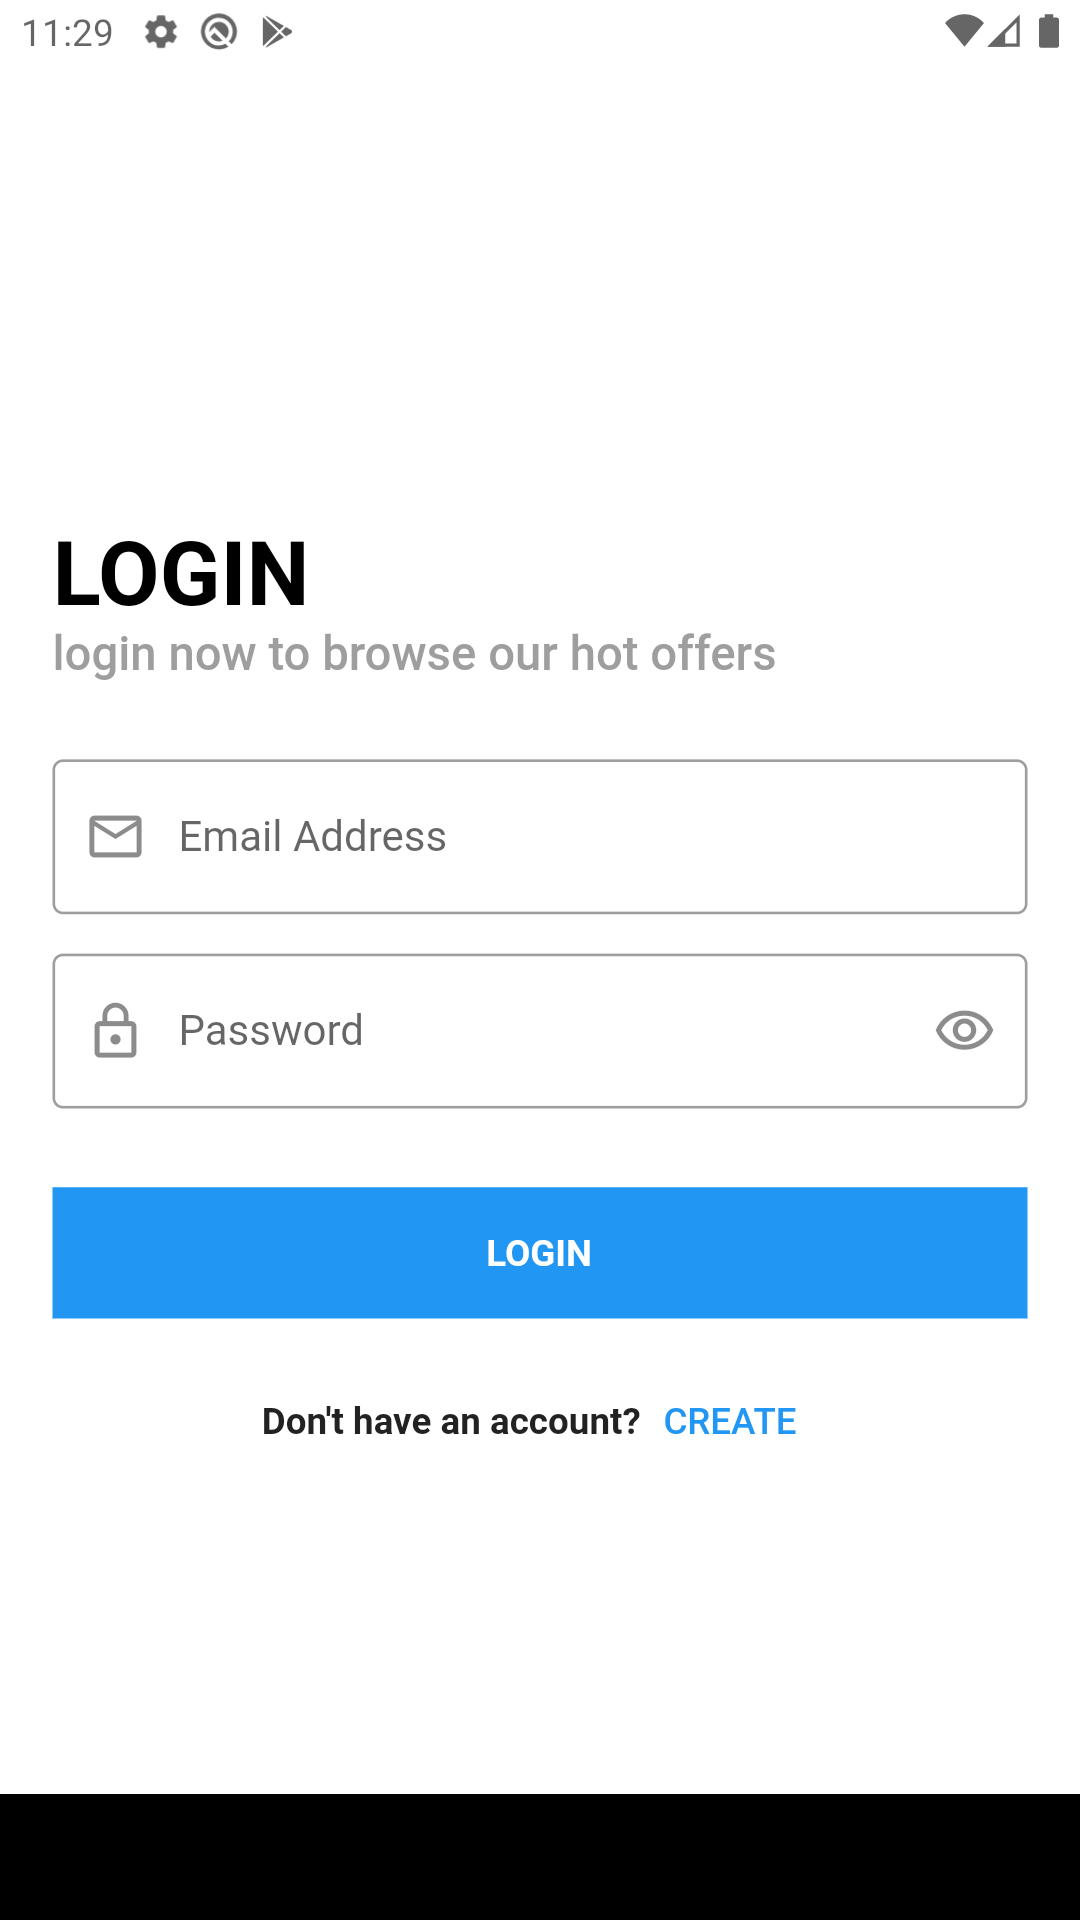 11:29
LOGIN
login now to browse our hot offers
Email Address
Password
LOGIN
Don't have an account? CREATE